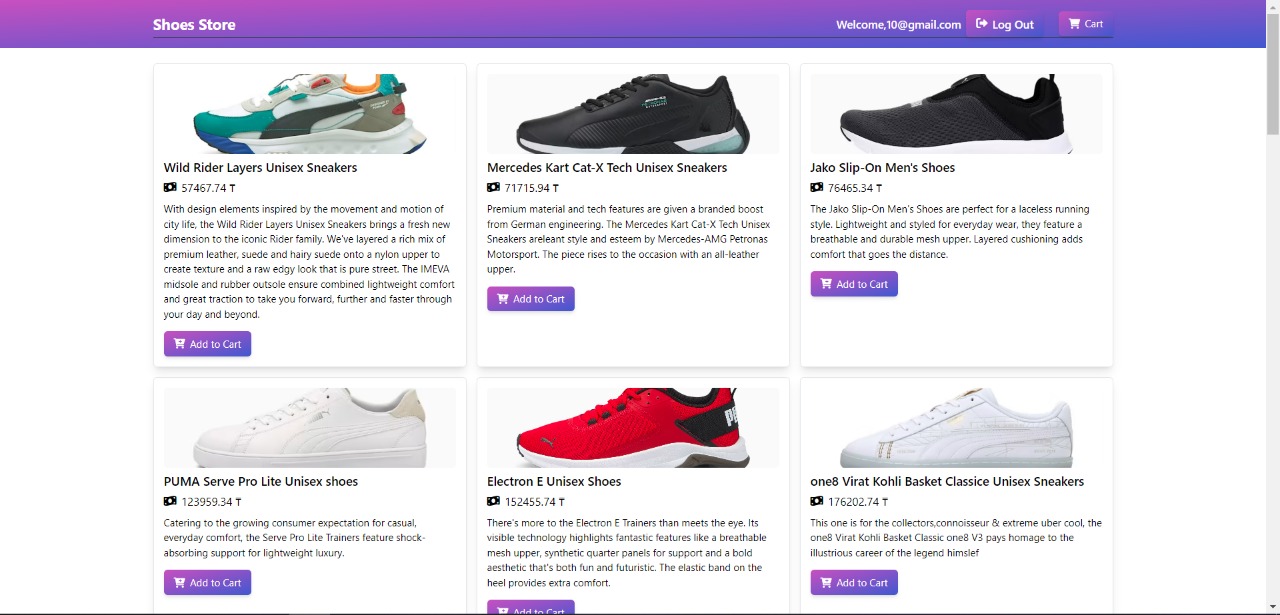 Shoes Store
Welcome,10@gmail.com
Log Out
Cart
Wild Rider Layers Unisex Sneakers
57467.74 ₸
With design elements inspired by the movement and motion of
city life, the Wild Rider Layers Unisex Sneakers brings a fresh new
dimension to the iconic Rider family. We've layered a rich mix of
premium leather, suede and hairy suede onto a nylon upper to
create texture and a raw edgy look that is pure street. The IMEVA
midsole and rubber outsole ensure combined lightweight comfort
and great traction to take you forward, further and faster through
your day and beyond.
Add to Cart
Mercedes Kart Cat-X Tech Unisex Sneakers
71715.94 ₸
Premium material and tech features are given a branded boost
from German engineering. The Mercedes Kart Cat-X Tech Unisex
Sneakers areleant style and esteem by Mercedes-AMG Petronas
Motorsport. The piece rises to the occasion with an all-leather
upper.
Add to Cart
Jako Slip-On Men's Shoes
76465.34 ₸
The Jako Slip-On Men's Shoes are perfect for a laceless running
style. Lightweight and styled for everyday wear, they feature a
breathable and durable mesh upper. Layered cushioning adds
comfort that goes the distance.
Add to Cart
PUMA Serve Pro Lite Unisex shoes
123959.34 ₸
Catering to the growing consumer expectation for casual,
everyday comfort, the Serve Pro Lite Trainers feature shock-
absorbing support for lightweight luxury.
Add to Cart
Electron E Unisex Shoes
152455.74 ₸
There's more to the Electron E Trainers than meets the eye. Its
visible technology highlights fantastic features like a breathable
mesh upper, synthetic quarter panels for support and a bold
aesthetic that's both fun and futuristic. The elastic band on the
heel provides extra comfort.
Add to Cart
one8 Virat Kohli Basket Classice Unisex Sneakers
176202.74 ₸
This one is for the collectors,connoisseur & extreme uber cool, the
one8 Virat Kohli Basket Classic one8 V3 pays homage to the
illustrious career of the legend himslef
Add to Cart